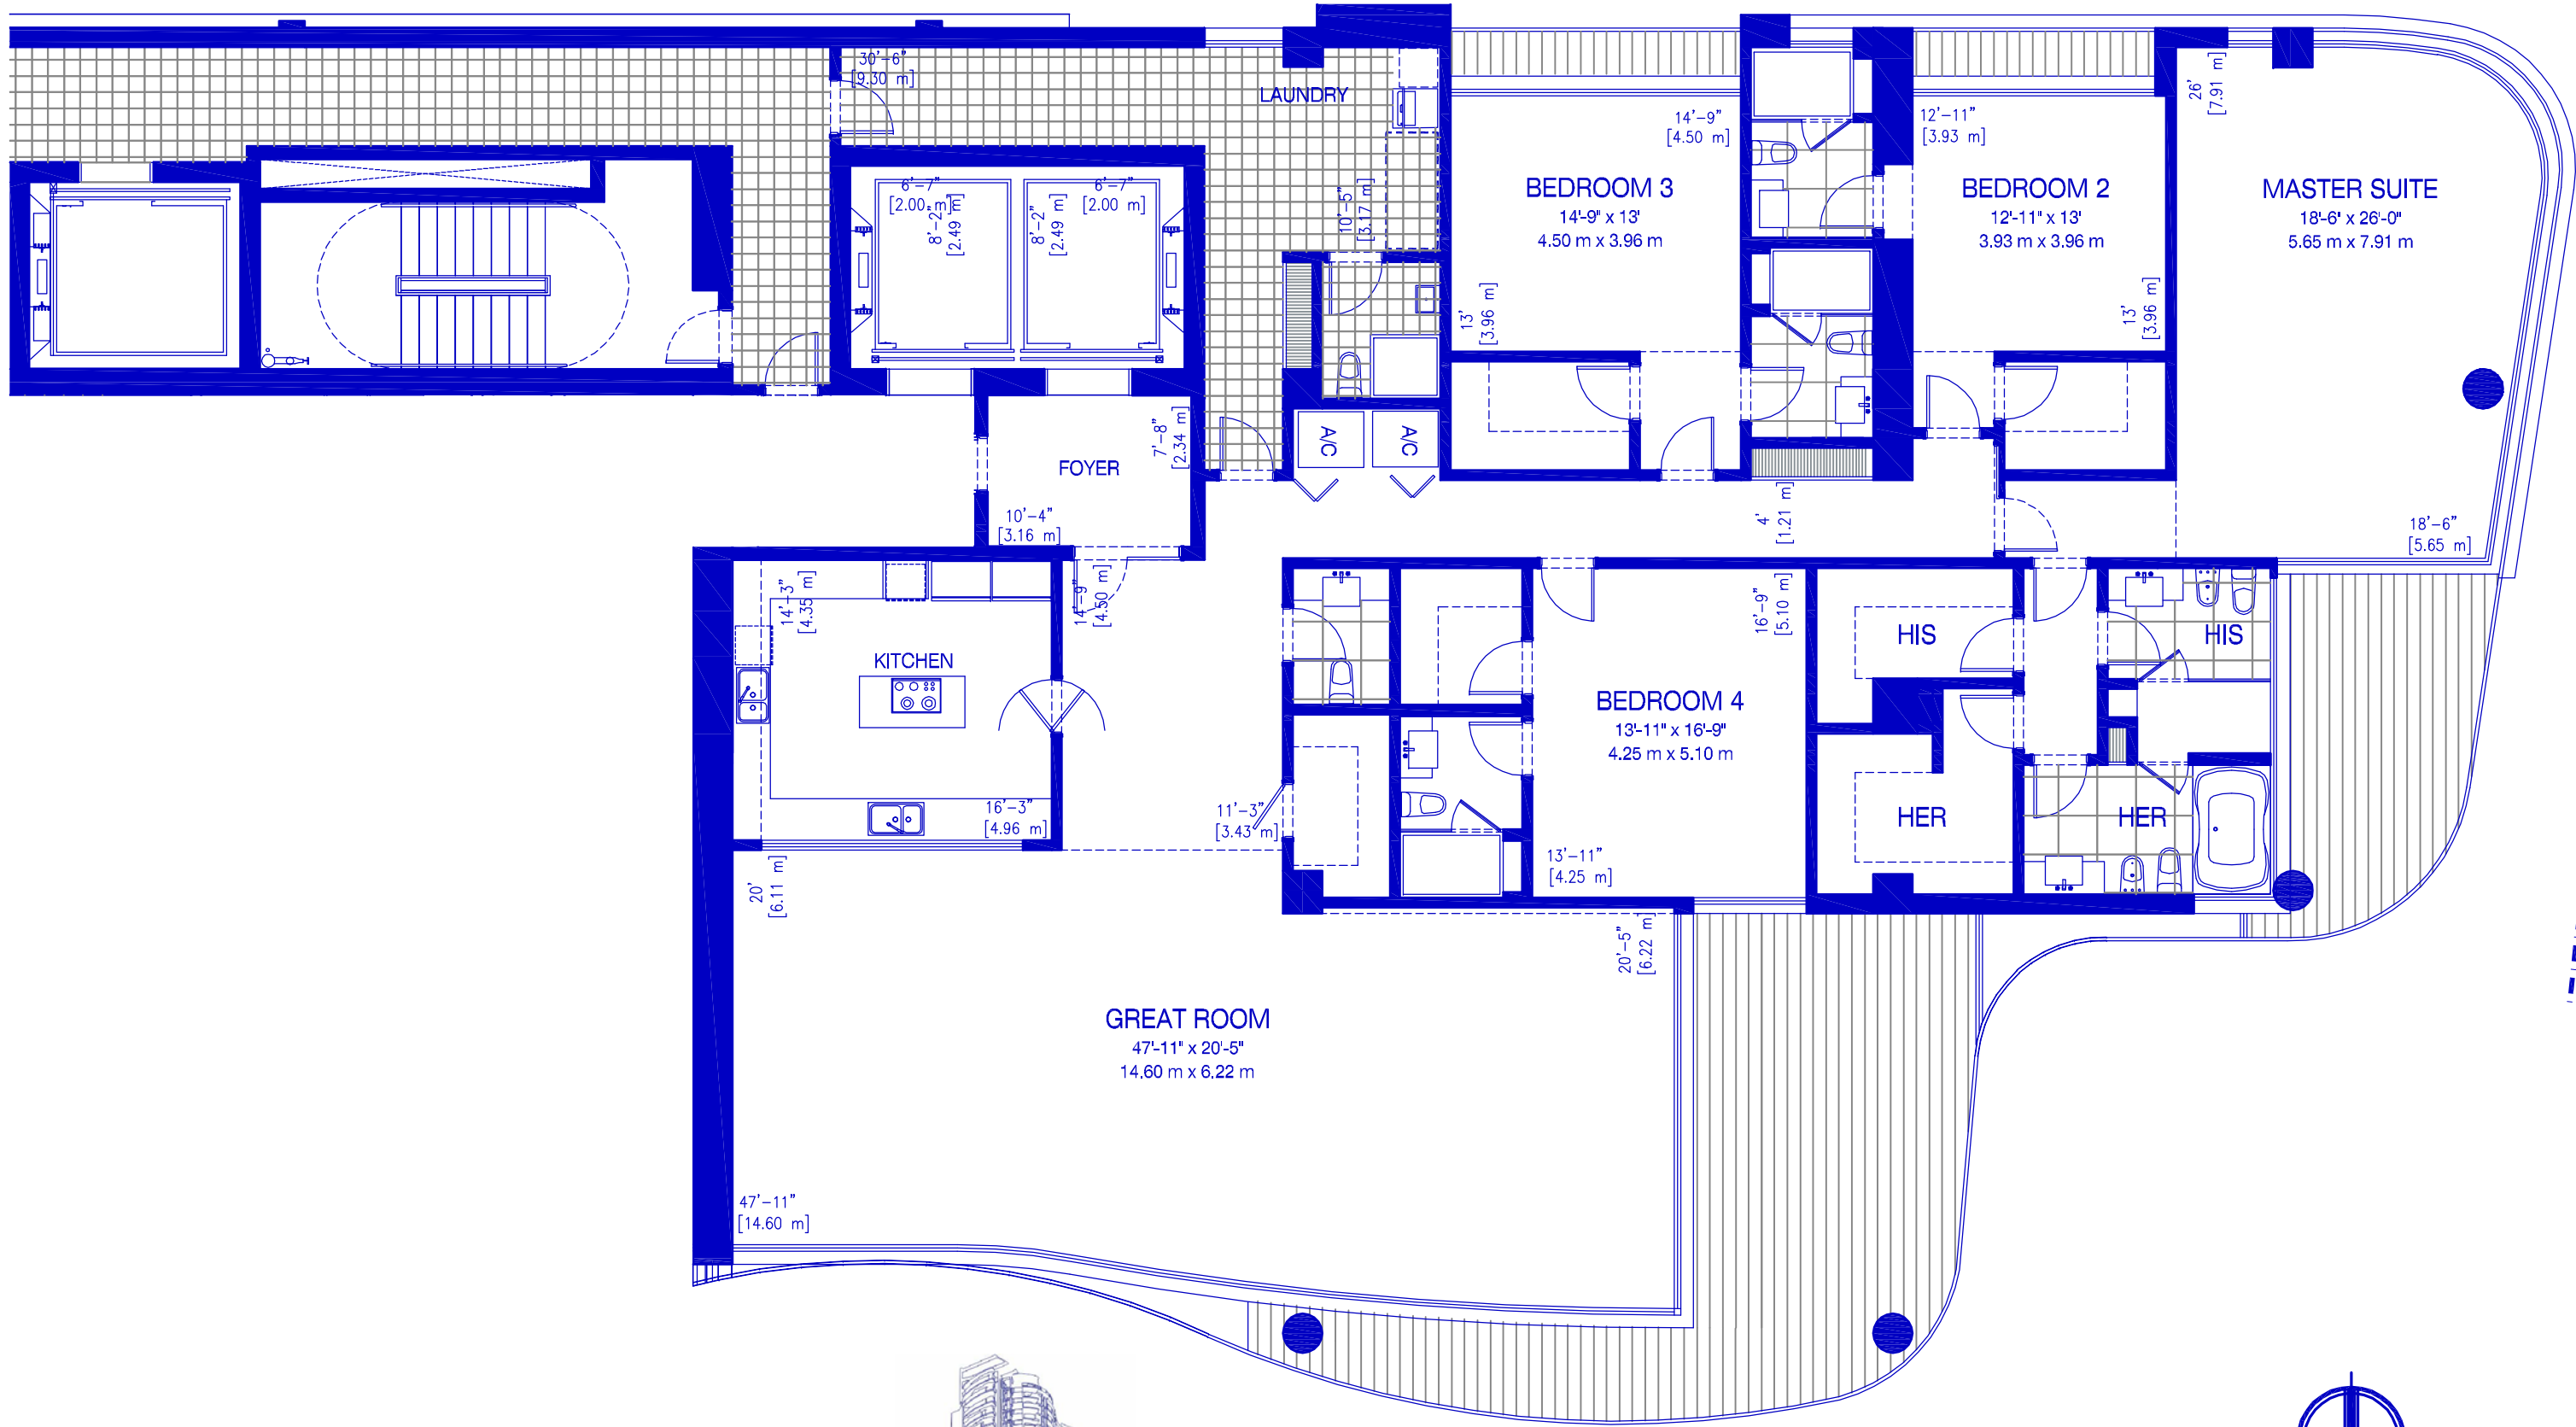 30'-6"
[9.30 m]
LAUNDRY
14'-9"
[4.50 m]
12'-11"
[3.93 m]
26'
[7.91 m]
6'-7"
[2.00 m]
8'-2"
[2.49 m]
8'-2"
[2.49 m]
6'-7"
[2.00 m]
10'-5"
[3.17 m]
BEDROOM 3
14'-9" x 13'
4.50 m x 3.96 m
BEDROOM 2
12'-11" x 13'
3.93 m x 3.96 m
MASTER SUITE
18'-6' x 26'-0"
5.65 m x 7.91 m
13'
[3.96 m]
13'
[3.96 m]
7'-8"
[2.34 m]
FOYER
A/C
A/C
10'-4"
[3.16 m]
4'
[1.21 m]
18'-6"
[5.65 m]
14'-3"
[4.35 m]
14'-9"
[4.50 m]
16'-9"
[5.10 m]
KITCHEN
HIS
HIS
BEDROOM 4
13'-11" x 16'-9"
4.25 m x 5.10 m
16'-3"
[4.96 m]
11'-3"
[3.43 m]
HER
HER
13'-11"
[4.25 m]
20'
[6.11 m]
20'-5"
[6.22 m]
GREAT ROOM
47'-11" x 20'-5"
14.60 m x 6.22 m
47'-11"
[14.60 m]